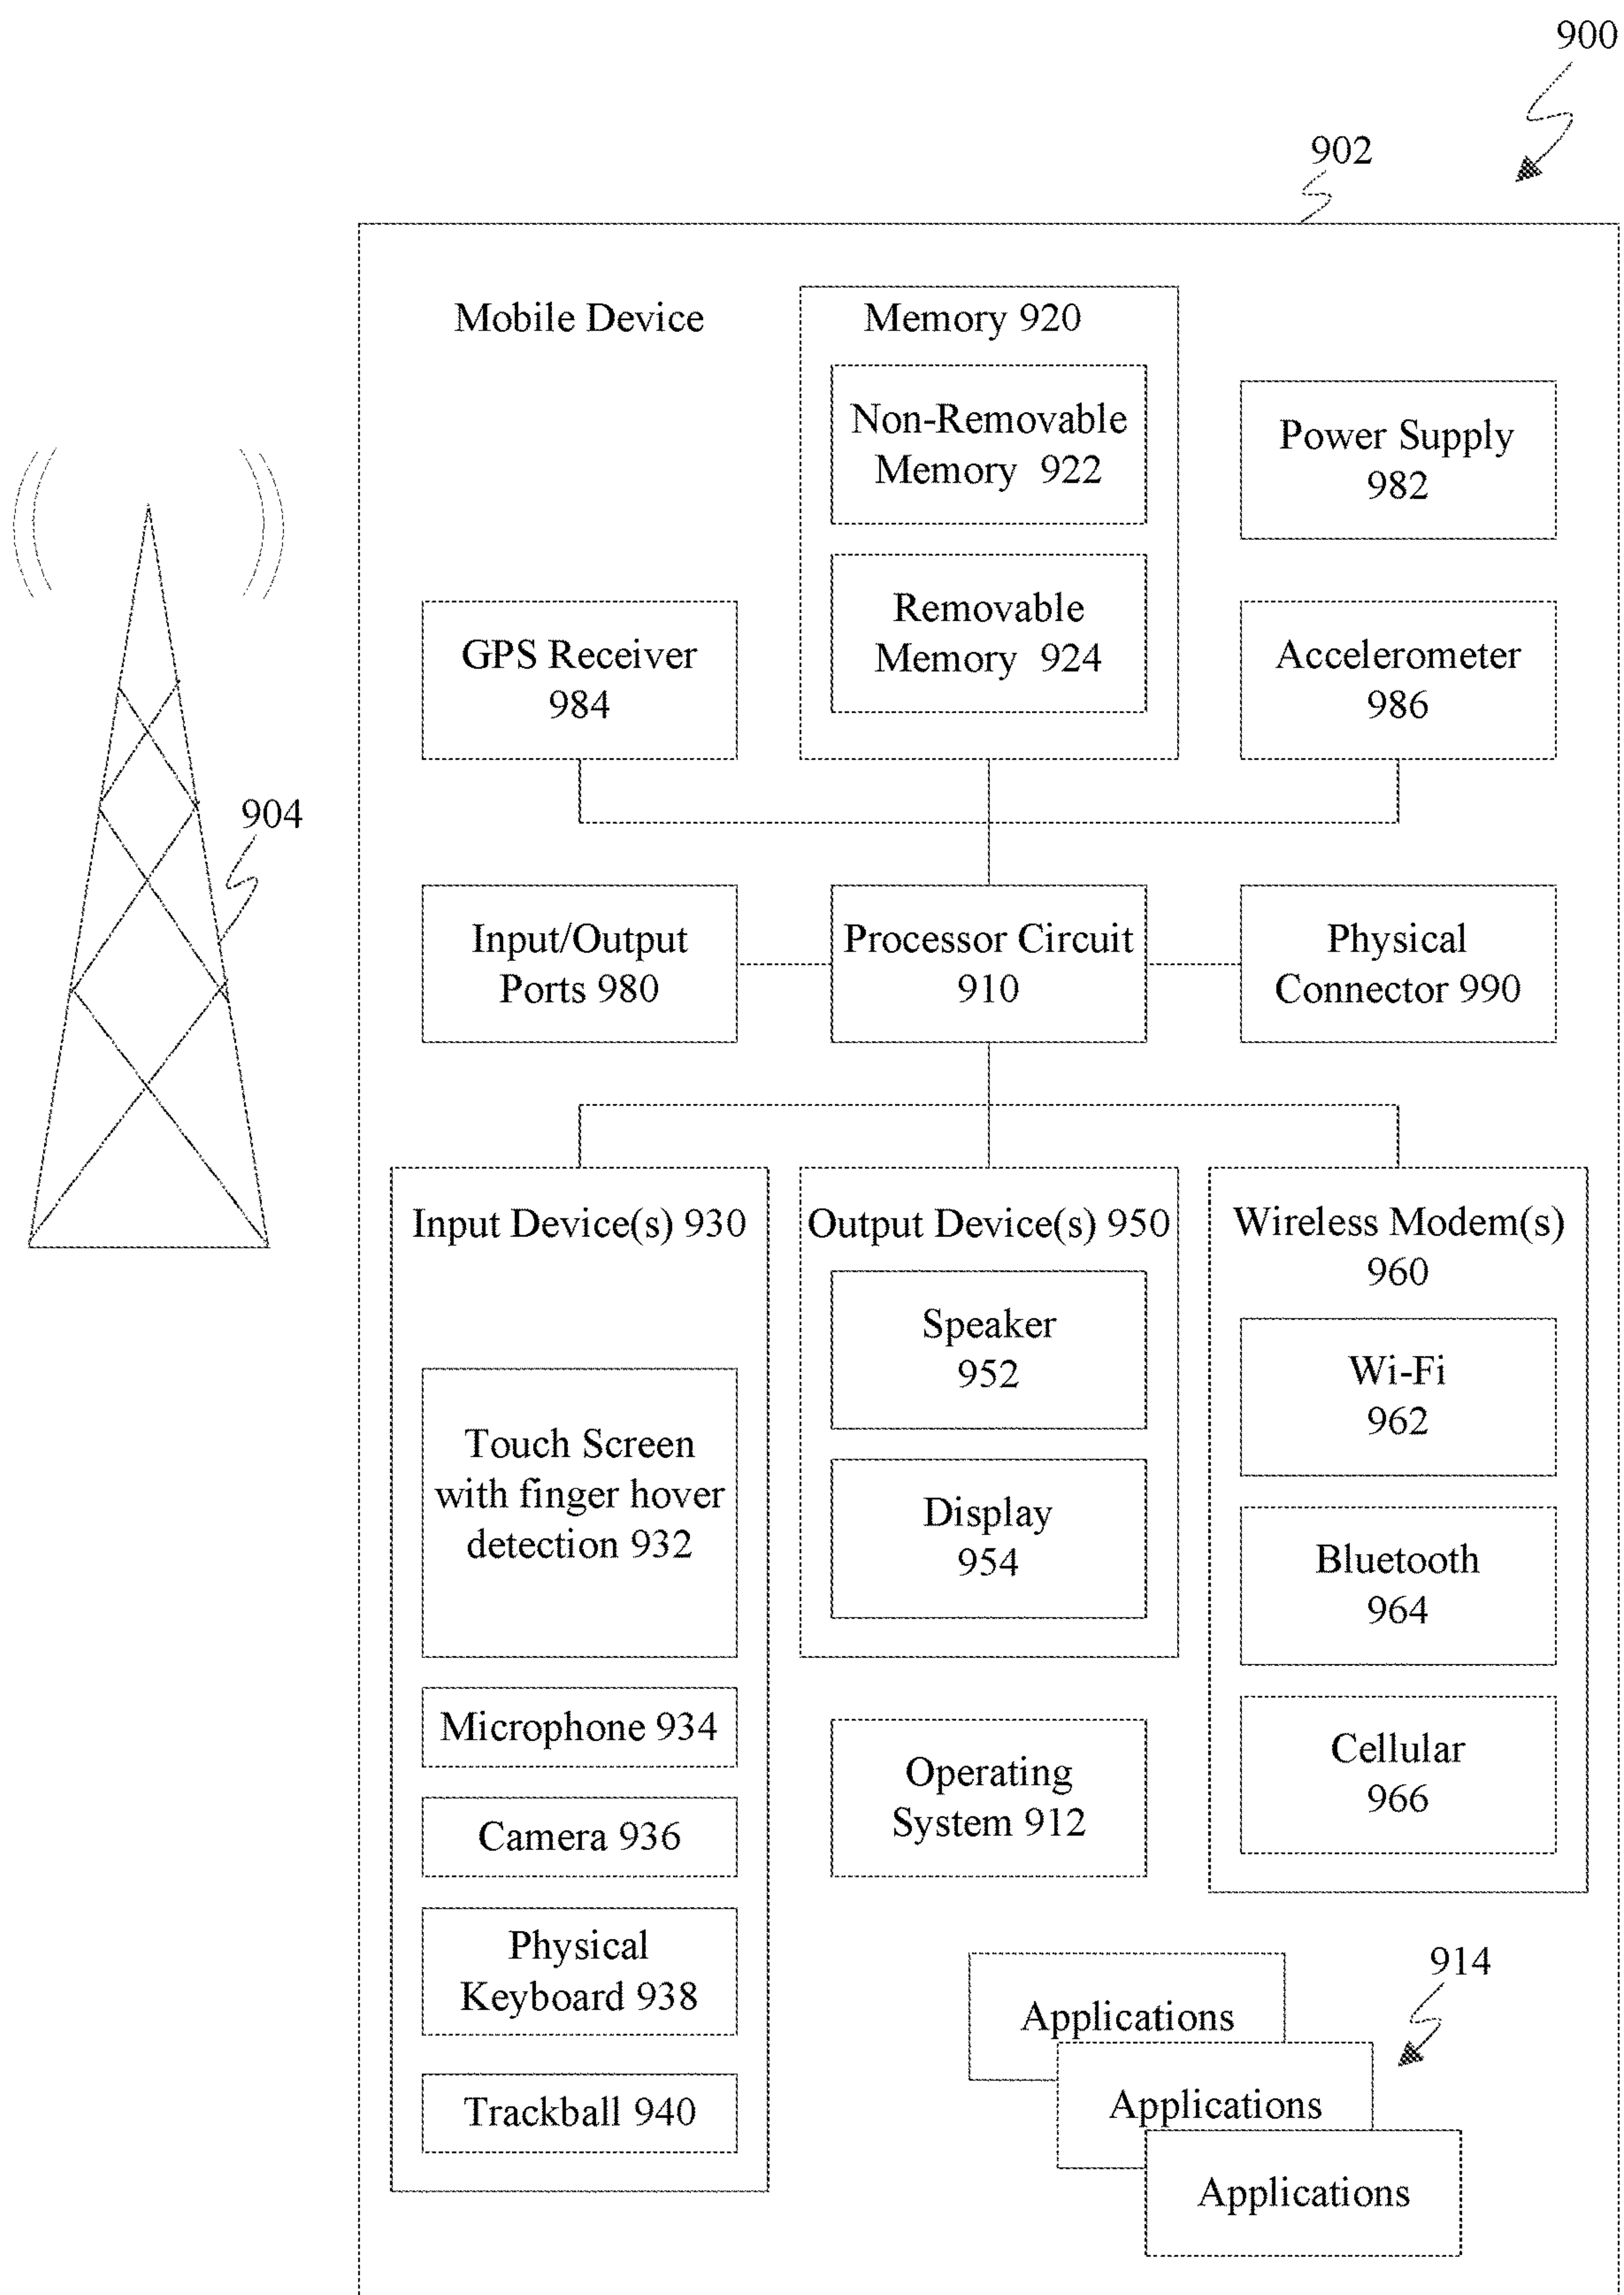 900
902
Mobile Device
Memory 920
Non-Removable
Memory 922
Power Supply
982
Removable
Memory 924
GPS Receiver
984
Accelerometer
986
904
Input/Output
Ports 980
Processor Circuit
910
Physical
Connector 990
Input Device(s) 930
Touch Screen
with finger hover
detection 932
Microphone 934
Camera 936
Physical
Keyboard 938
Trackball 940
Output Device(s) 950
Speaker
952
Display
954
Operating
System 912
Wireless Modem(s)
960
Wi-Fi
962
Bluetooth
964
Cellular
966
914
Applications
Applications
Applications